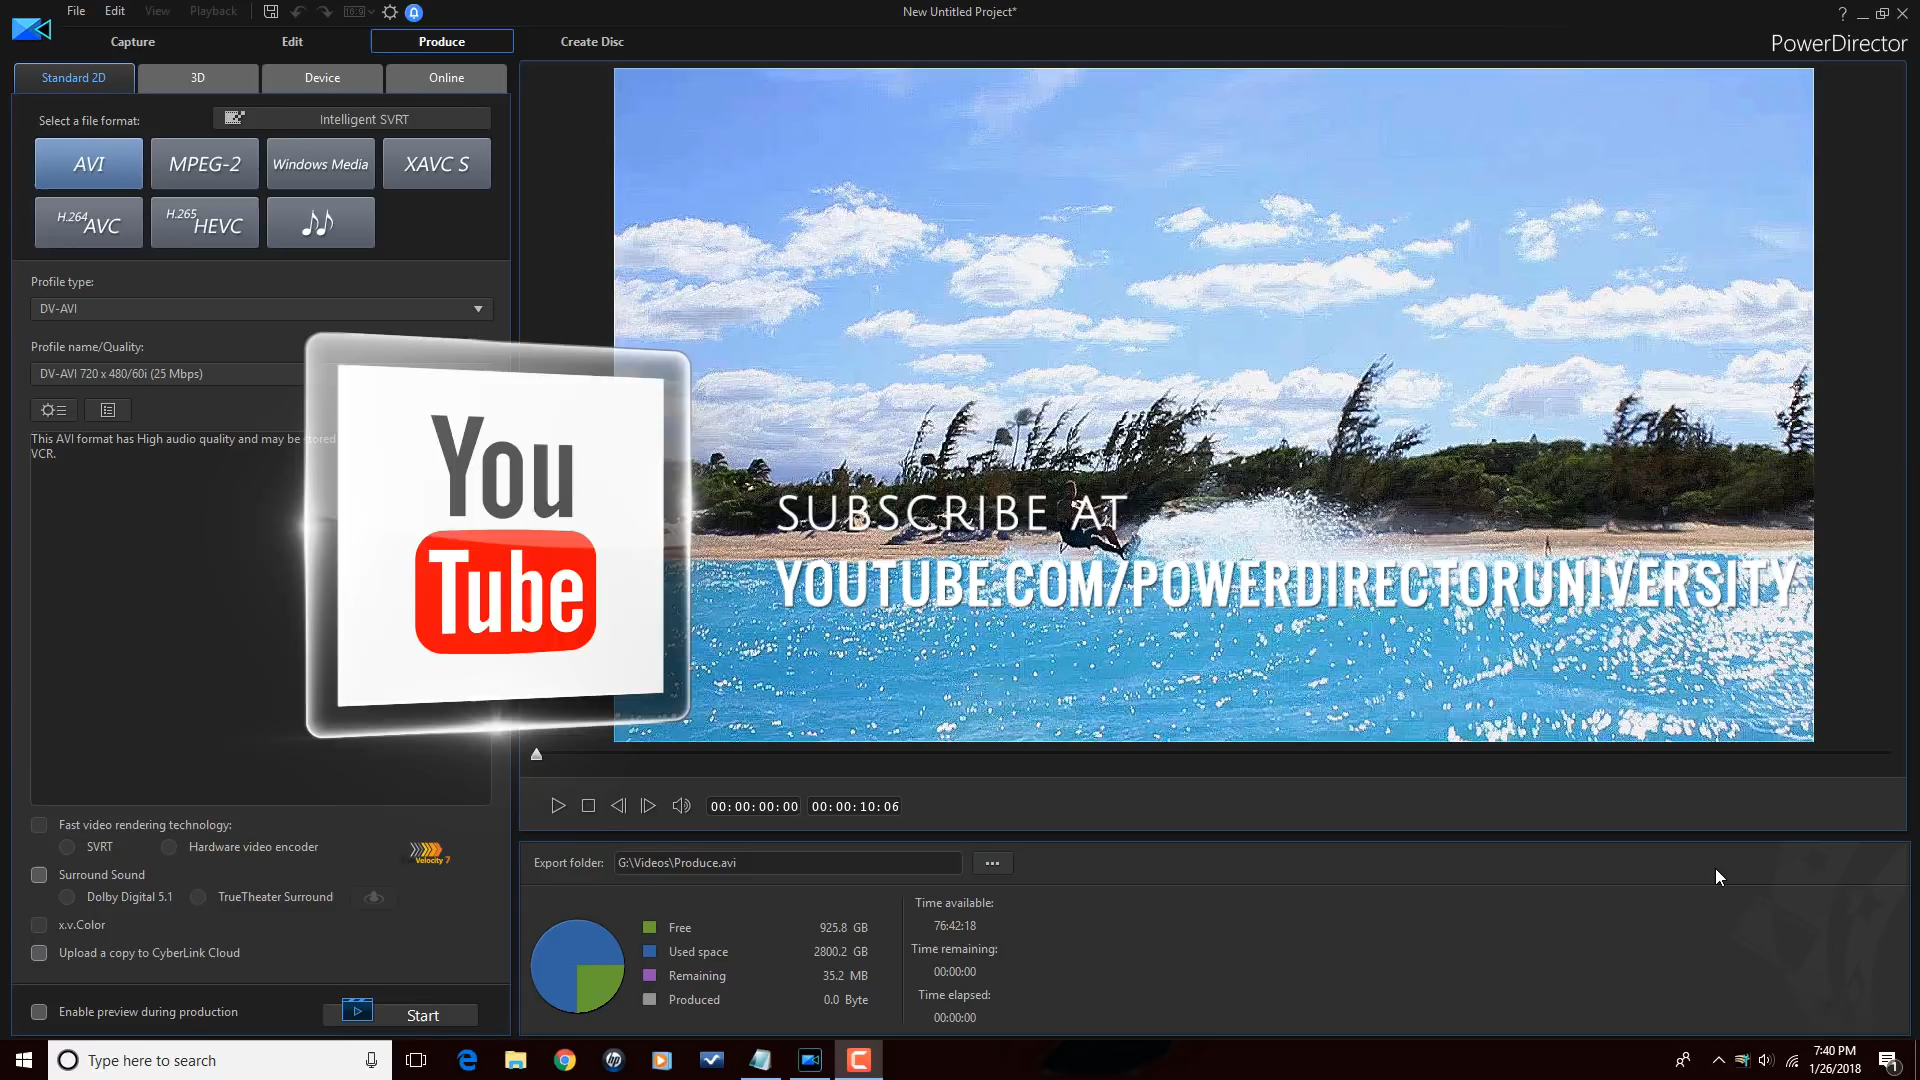 File Edit View Playback
16:9
New Untitled Project*
?
Capture Edit Produce Create Disc
PowerDirector
Standard 2D 3D Device Online
Select a file format:
Intelligent SVRT
AVI MPEG-2 Windows Media XAVC S
H.264 AVC H.265 HEVC
Profile type:
DV-AVI
Profile name/Quality:
DV-AVI 720 x 480/60i (25 Mbps)
This AVI format has High audio quality and may be stored
VCR.
You
Tube
SUBSCRIBE AT
YOUTUBE.COM/POWERDIRECTORUNIVERSITY
00:00:00:00 00:00:10:06
Fast video rendering technology:
SVRT Hardware video encoder
Velocity 7
Surround Sound
Dolby Digital 5.1 TrueTheater Surround
x.v.Color
Upload a copy to CyberLink Cloud
Enable preview during production
Start
Export folder: G:\Videos\Produce.avi ...
Free 925.8 GB
Used space 2800.2 GB
Remaining 35.2 MB
Produced 0.0 Byte
Time available:
76:42:18
Time remaining:
00:00:00
Time elapsed:
00:00:00
Type here to search
hp
7:40 PM
1/26/2018
1